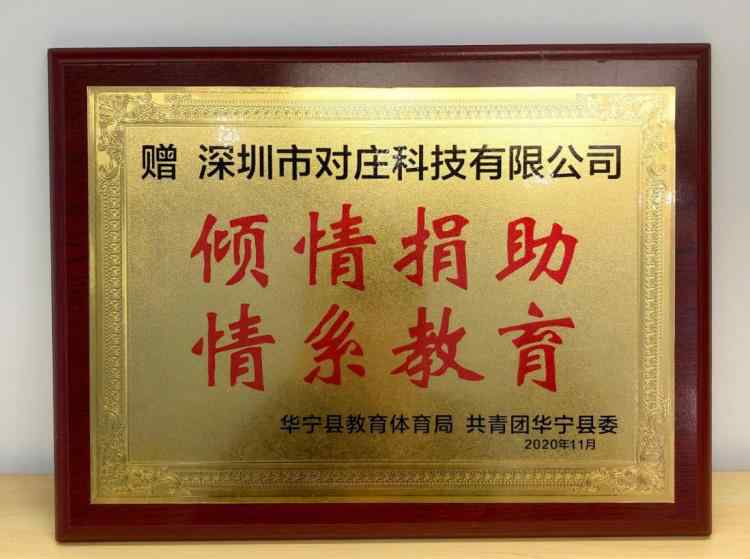 赠 深圳市对庄科技有限公司
倾情捐助
情系教育
华宁县教育体育局 共青团华宁县委
2020年11月